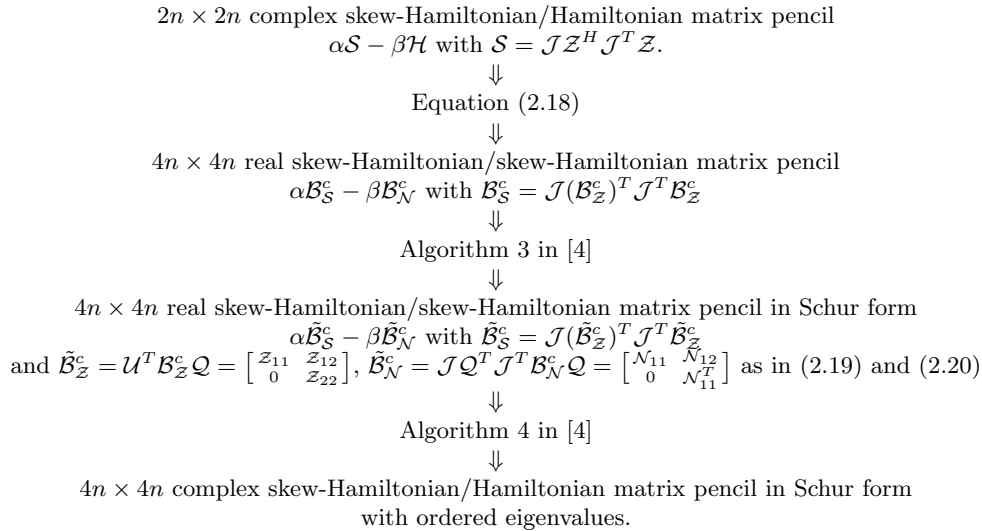 2n × 2n complex skew-Hamiltonian/Hamiltonian matrix pencil
α𝒮 − βℋ with 𝒮 = 𝒥𝒵^H 𝒥^T 𝒵.
⇓
Equation (2.18)
⇓
4n × 4n real skew-Hamiltonian/skew-Hamiltonian matrix pencil
αℬ^c_𝒮 − βℬ^c_𝒩 with ℬ^c_𝒮 = 𝒥(ℬ^c_𝒵)^T 𝒥^T ℬ^c_𝒵
⇓
Algorithm 3 in [4]
⇓
4n × 4n real skew-Hamiltonian/skew-Hamiltonian matrix pencil in Schur form
αℬ̃^c_𝒮 − βℬ̃^c_𝒩 with ℬ̃^c_𝒮 = 𝒥(ℬ̃^c_𝒵)^T 𝒥^T ℬ̃^c_𝒵
and ℬ̃^c_𝒵 = 𝒰^T ℬ^c_𝒵 𝒬 = [𝒵_11 𝒵_12; 0 𝒵_22], ℬ̃^c_𝒩 = 𝒥𝒬^T 𝒥^T ℬ^c_𝒩 𝒬 = [𝒩_11 𝒩_12; 0 𝒩^T_11] as in (2.19) and (2.20)
⇓
Algorithm 4 in [4]
⇓
4n × 4n complex skew-Hamiltonian/Hamiltonian matrix pencil in Schur form
with ordered eigenvalues.